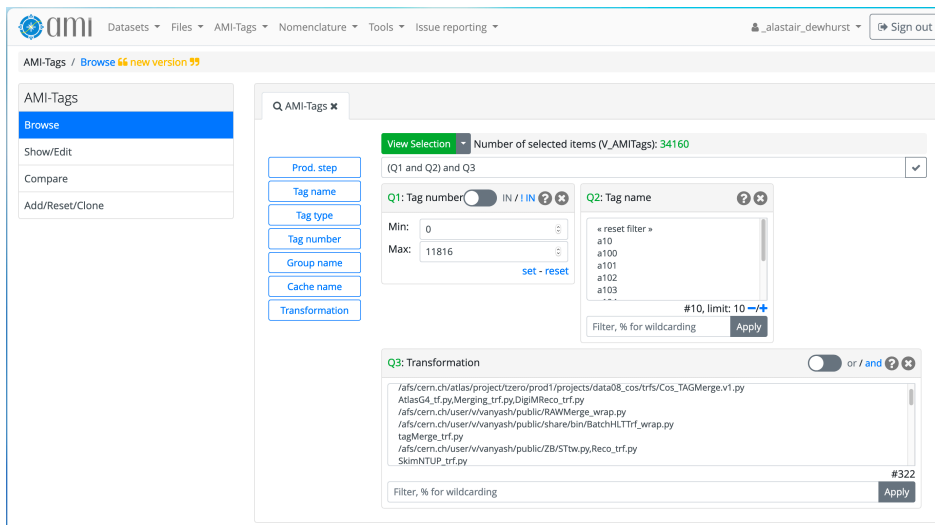 ami Datasets Files AMI-Tags Nomenclature Tools Issue reporting _alastair_dewhurst Sign out
AMI-Tags / Browse “ new version ”
AMI-Tags
Browse
Show/Edit
Compare
Add/Reset/Clone
AMI-Tags
View Selection Number of selected items (V_AMITags): 34160
(Q1 and Q2) and Q3
Prod. step
Tag name
Tag type
Tag number
Group name
Cache name
Transformation
Q1: Tag number IN / ! IN
Min: 0
Max: 11816
set - reset
Q2: Tag name
« reset filter »
a10
a100
a101
a102
a103
#10, limit: 10 −/+
Filter, % for wildcarding Apply
Q3: Transformation or / and
/afs/cern.ch/atlas/project/tzero/prod1/projects/data08_cos/trfs/Cos_TAGMerge.v1.py
AtlasG4_tf.py,Merging_trf.py,DigiMReco_trf.py
/afs/cern.ch/user/v/vanyash/public/RAWMerge_wrap.py
/afs/cern.ch/user/v/vanyash/public/share/bin/BatchHLTTrf_wrap.py
tagMerge_trf.py
/afs/cern.ch/user/v/vanyash/public/ZB/STtw.py,Reco_trf.py
SkimNTUP_trf.py
#322
Filter, % for wildcarding Apply